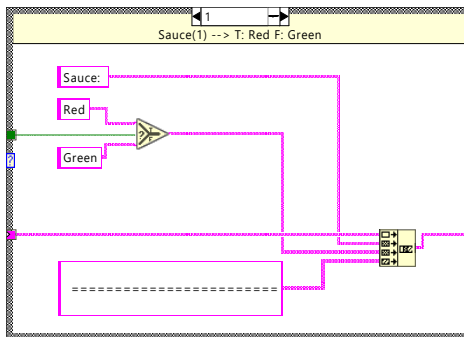 1
Sauce(1) --> T: Red F: Green
Sauce:
Red
? T F
Green
?
==========================